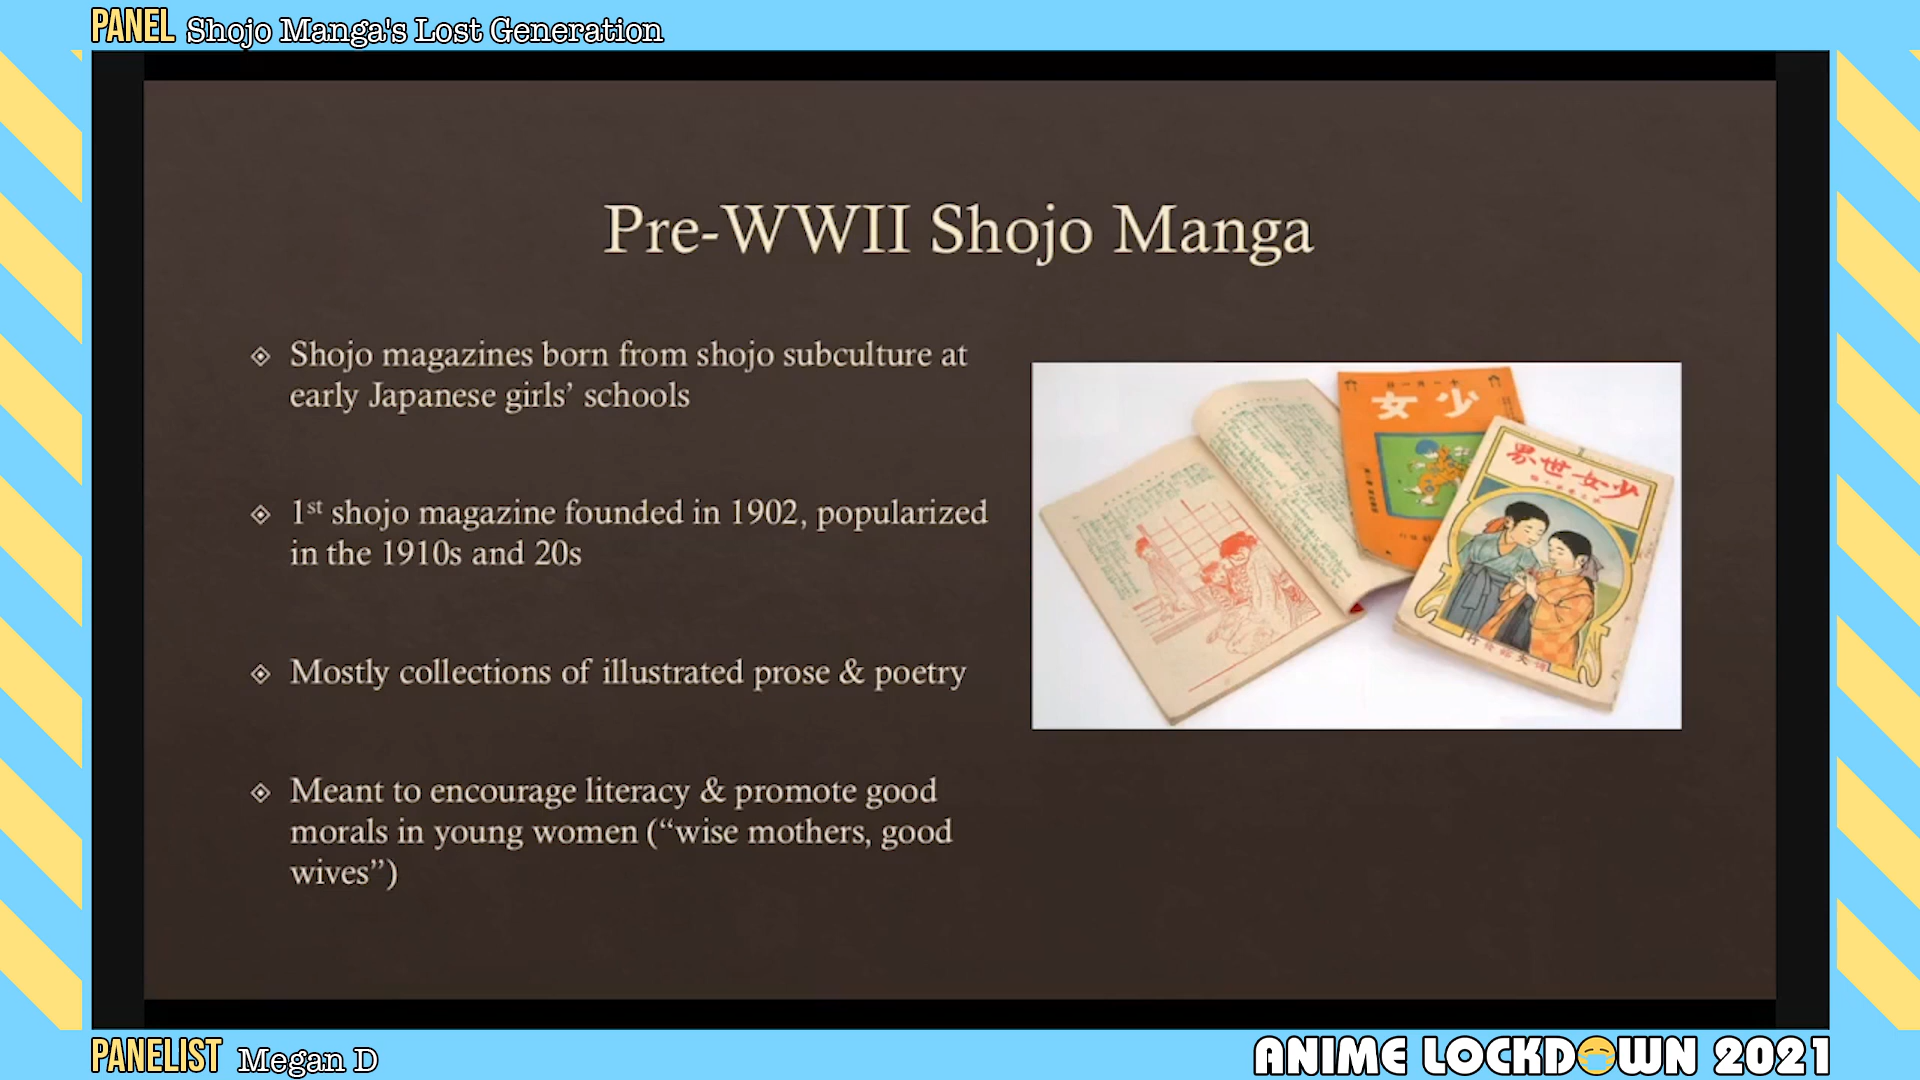 PANEL Shojo Manga's Lost Generation
Pre-WWII Shojo Manga
Shojo magazines born from shojo subculture at
early Japanese girls’ schools
1st shojo magazine founded in 1902, popularized
in the 1910s and 20s
Mostly collections of illustrated prose & poetry
Meant to encourage literacy & promote good
morals in young women (“wise mothers, good
wives”)
女少
界世女少
PANELIST Megan D
ANIME LOCKDOWN 2021